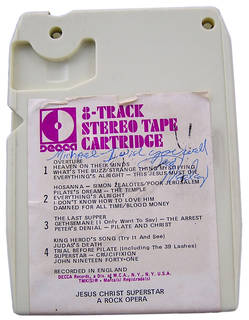 8-TRACK
STEREO TAPE
CARTRIDGE
DECCA
OVERTURE
HEAVEN ON THEIR MINDS
1 WHAT'S THE BUZZ/STRANGE THING MYSTIFYING
EVERYTHING'S ALRIGHT — THIS JESUS MUST DIE
HOSANNA — SIMON ZEALOTES/POOR JERUSALEM
PILATE'S DREAM — THE TEMPLE
2 EVERYTHING'S ALRIGHT
I DON'T KNOW HOW TO LOVE HIM
DAMNED FOR ALL TIME/BLOOD MONEY
THE LAST SUPPER
3 GETHSEMANE (I Only Want To Say) — THE ARREST
PETER'S DENIAL — PILATE AND CHRIST
KING HEROD'S SONG (Try It And See)
JUDAS'S DEATH
4 TRIAL BEFORE PILATE (Including The 39 Lashes)
SUPERSTAR — CRUCIFIXION
JOHN NINETEEN FORTY-ONE
RECORDED IN ENGLAND
DECCA Records, a Div. of M.C.A., N.Y., N.Y. U.S.A.
JESUS CHRIST SUPERSTAR
A ROCK OPERA